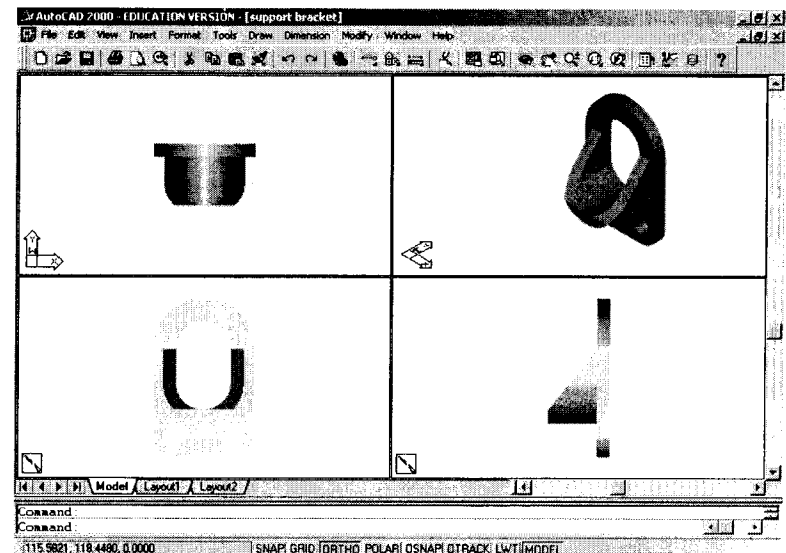 AutoCAD 2000 - EDUCATION VERSION - [support bracket]
File Edit View Insert Format Tools Draw Dimension Modify Window Help
Y
X
Model Layout1 Layout2
Command:
Command:
115.5821, 118.4480, 0.0000 SNAP GRID ORTHO POLAR OSNAP OTRACK LWT MODEL